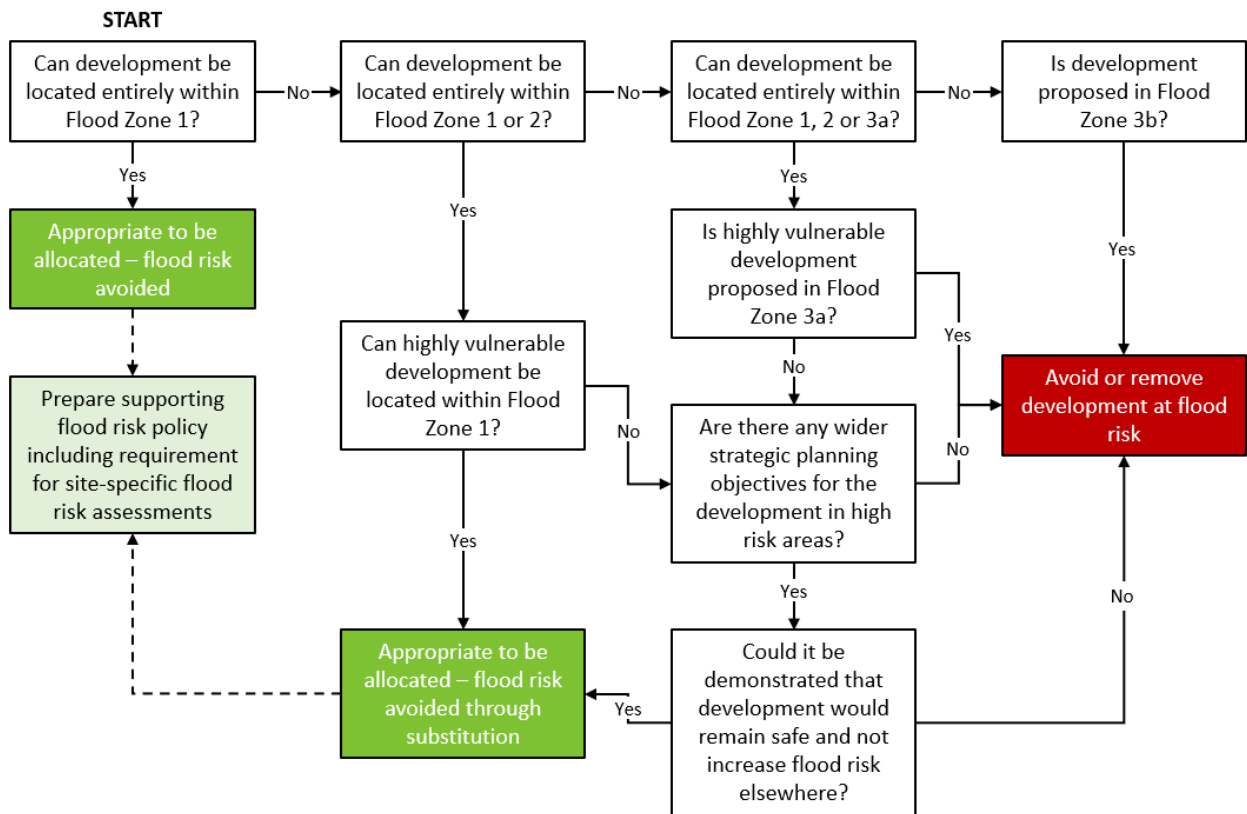 START
Can development be
located entirely within
Flood Zone 1?
No
Can development be
located entirely within
Flood Zone 1 or 2?
No
Can development be
located entirely within
Flood Zone 1, 2 or 3a?
No
Is development
proposed in Flood
Zone 3b?
Yes
Appropriate to be
allocated – flood risk
avoided
Prepare supporting
flood risk policy
including requirement
for site-specific flood
risk assessments
Yes
Can highly vulnerable
development be
located within Flood
Zone 1?
No
Yes
Appropriate to be
allocated – flood risk
avoided through
substitution
Yes
Is highly vulnerable
development
proposed in Flood
Zone 3a?
Yes
No
Are there any wider
strategic planning
objectives for the
development in high
risk areas?
No
Yes
Could it be
demonstrated that
development would
remain safe and not
increase flood risk
elsewhere?
Yes
No
Yes
Avoid or remove
development at flood
risk